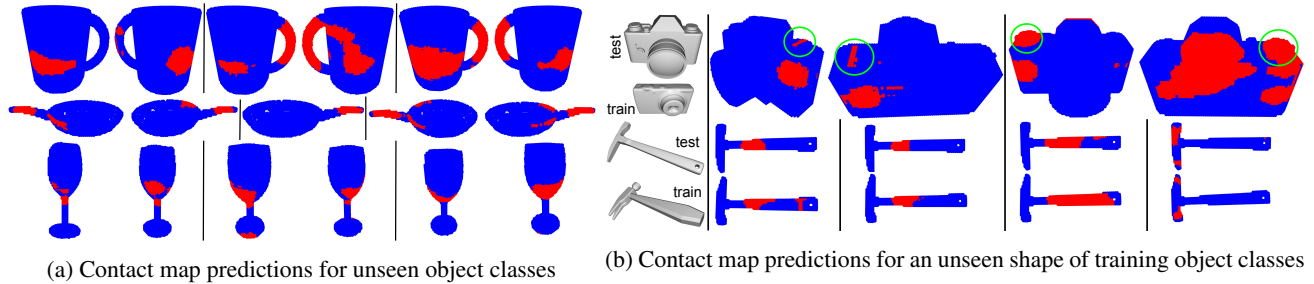 test
train
test
train
(a) Contact map predictions for unseen object classes
(b) Contact map predictions for an unseen shape of training object classes